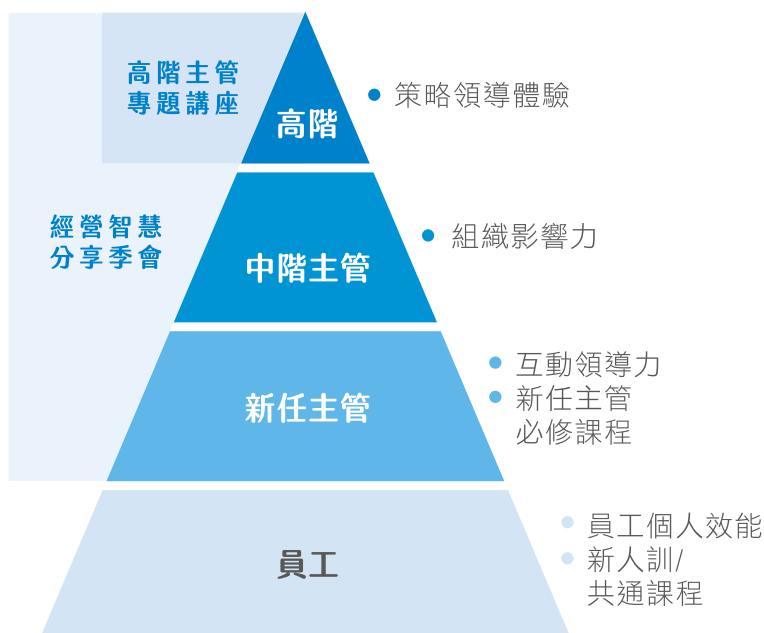 高階主管
專題講座
高階
策略領導體驗
經營智慧
分享季會
中階主管
組織影響力
新任主管
互動領導力
新任主管
必修課程
員工
員工個人效能
新人訓/
共通課程